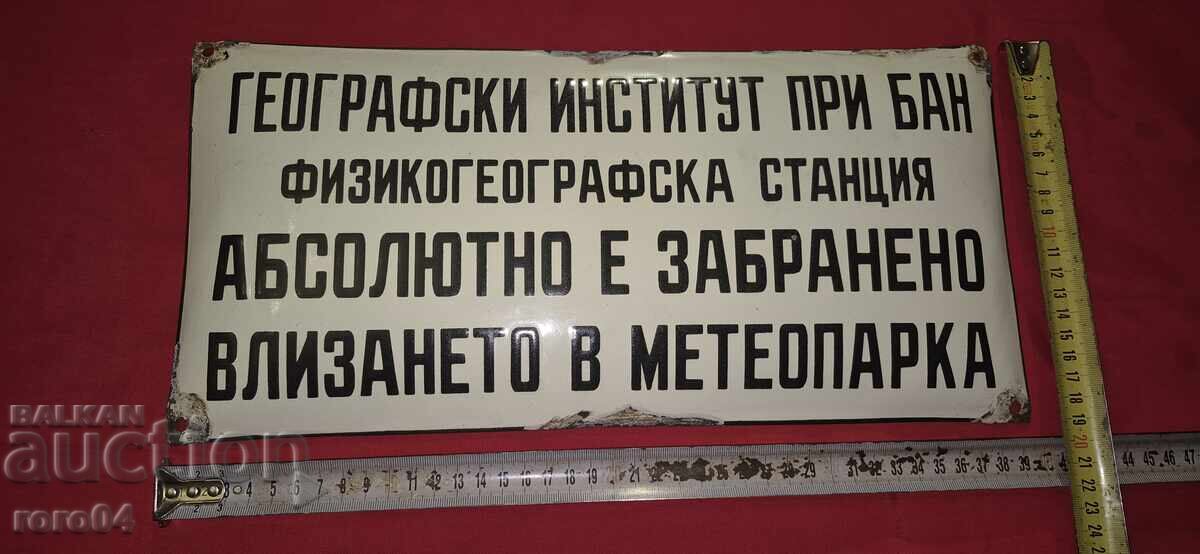 ГЕОГРАФСКИ ИНСТИТУТ ПРИ БАН
ФИЗИКОГЕОГРАФСКА СТАНЦИЯ
АБСОЛЮТНО Е ЗАБРАНЕНО
ВЛИЗАНЕТО В МЕТЕОПАРКА
BALKAN
auction
roro04